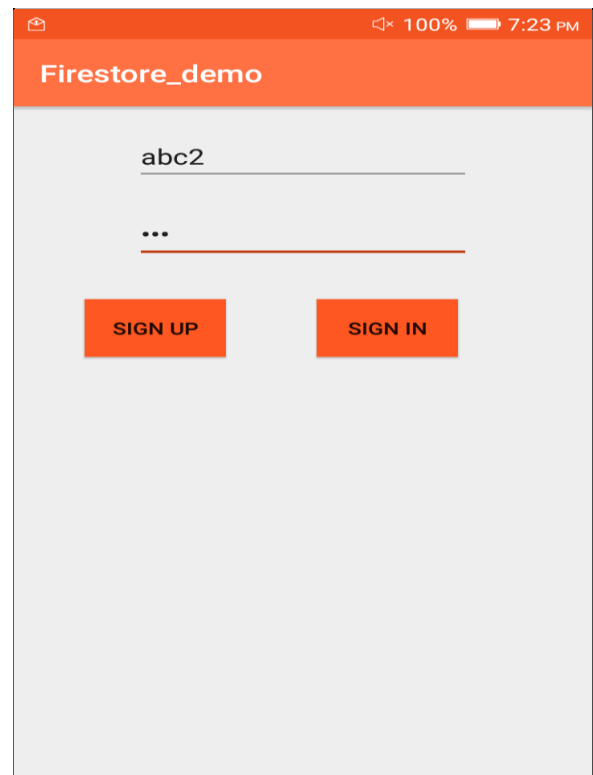 100% 7:23 PM
Firestore_demo
abc2
•••
SIGN UP SIGN IN